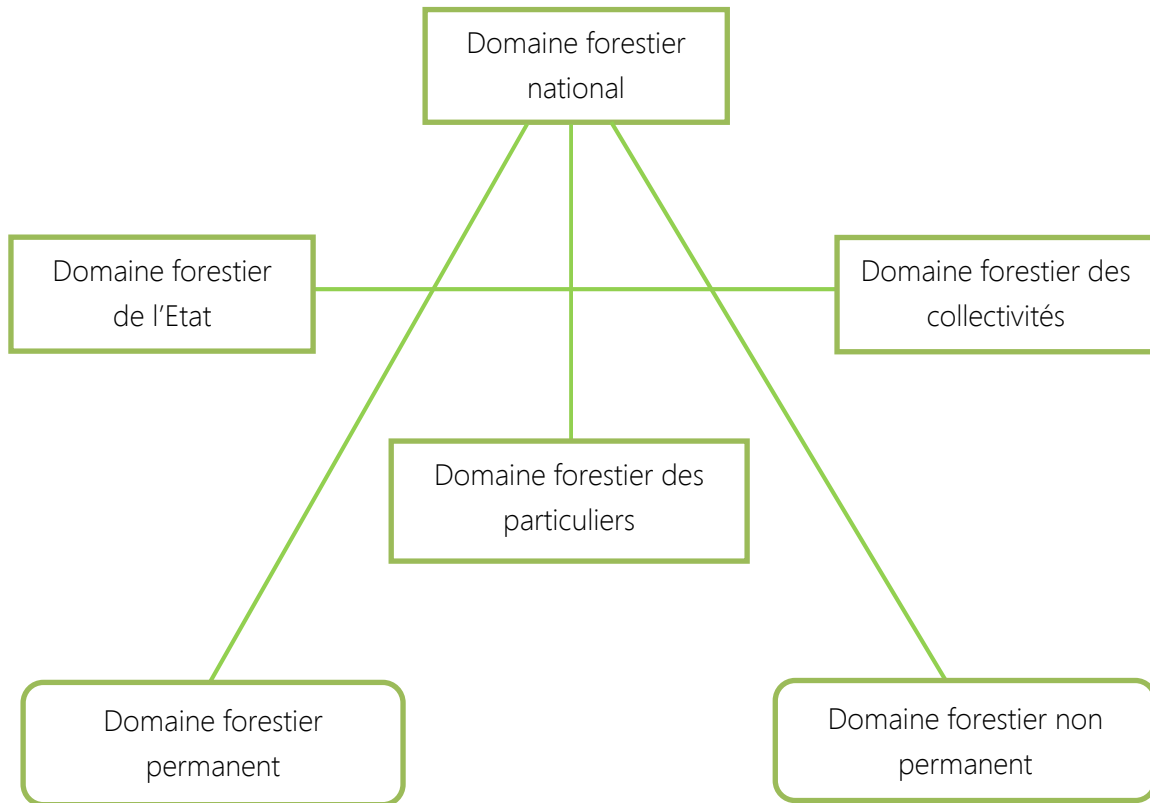 Domaine forestier
national
Domaine forestier
de l’Etat
Domaine forestier des
collectivités
Domaine forestier des
particuliers
Domaine forestier
permanent
Domaine forestier non
permanent